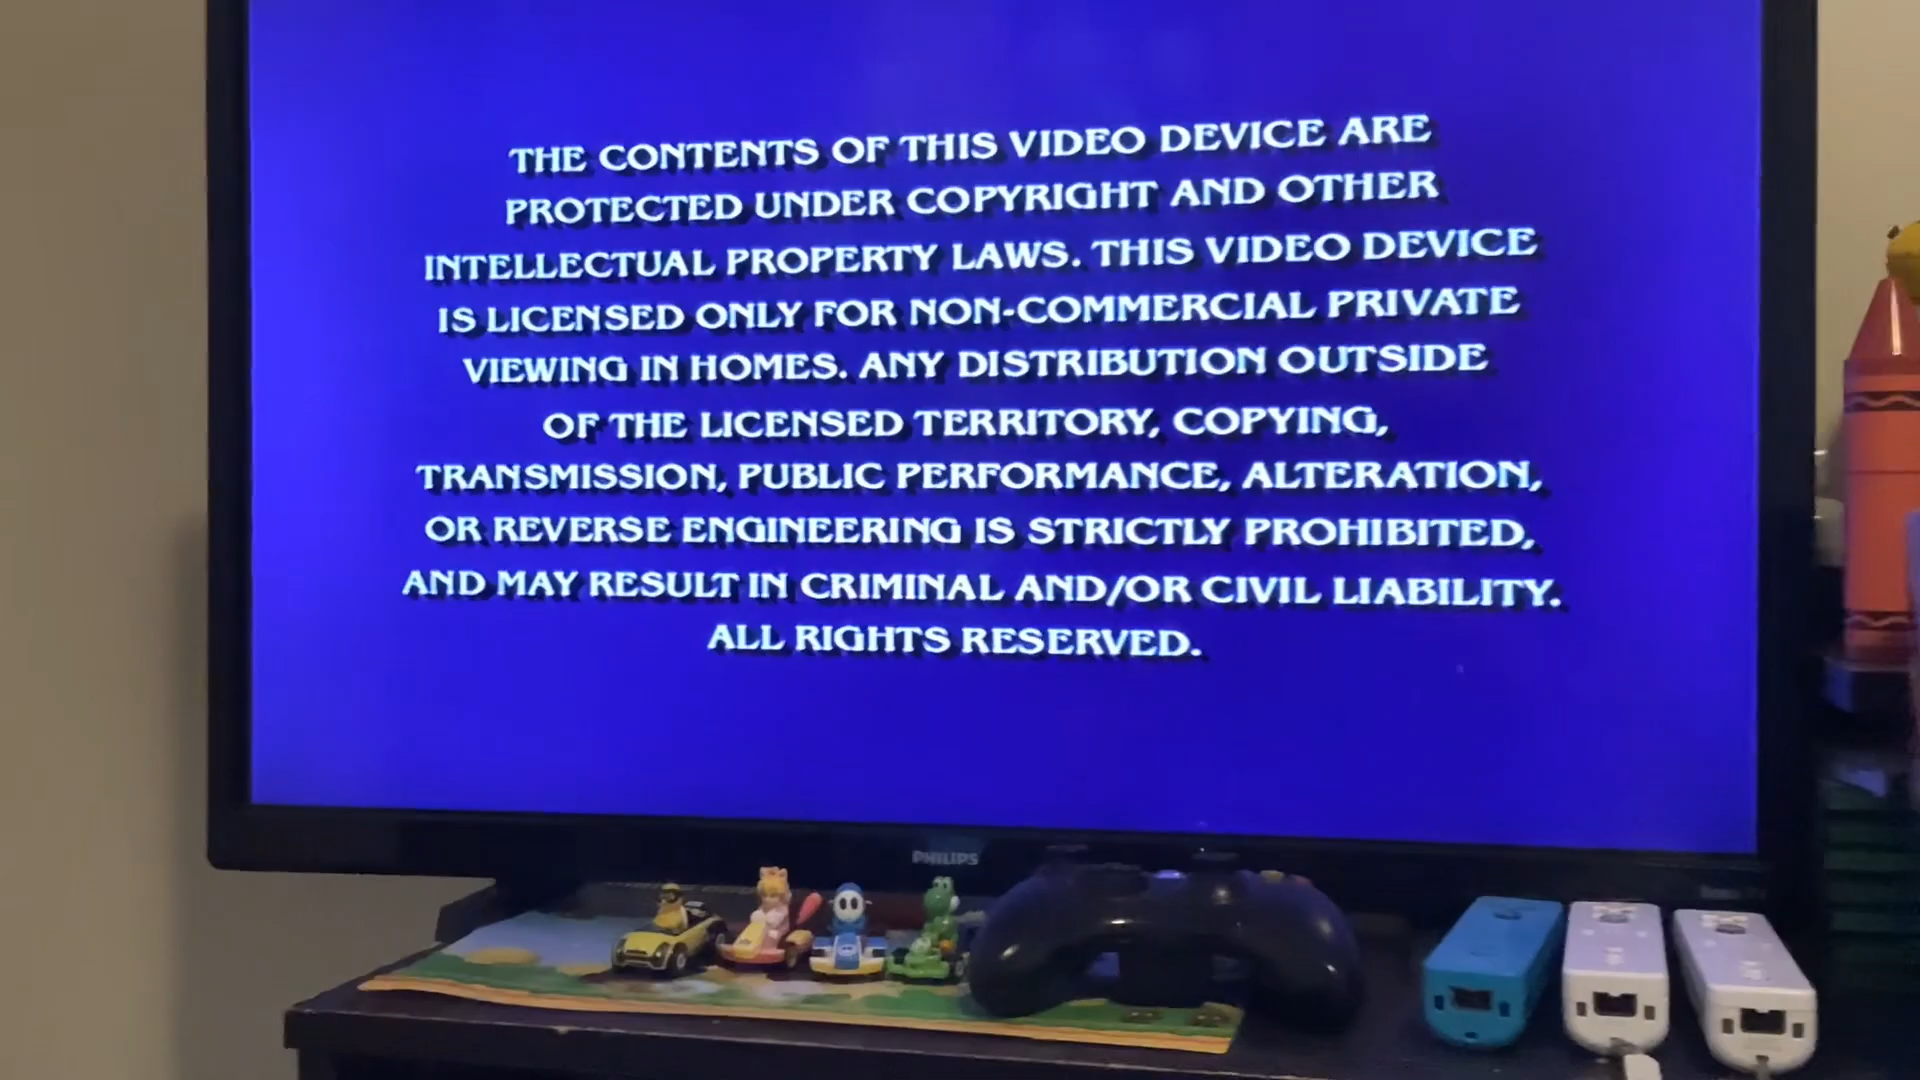 THE CONTENTS OF THIS VIDEO DEVICE ARE
PROTECTED UNDER COPYRIGHT AND OTHER
INTELLECTUAL PROPERTY LAWS. THIS VIDEO DEVICE
IS LICENSED ONLY FOR NON-COMMERCIAL PRIVATE
VIEWING IN HOMES. ANY DISTRIBUTION OUTSIDE
OF THE LICENSED TERRITORY, COPYING,
TRANSMISSION, PUBLIC PERFORMANCE, ALTERATION,
OR REVERSE ENGINEERING IS STRICTLY PROHIBITED,
AND MAY RESULT IN CRIMINAL AND/OR CIVIL LIABILITY.
ALL RIGHTS RESERVED.
PHILIPS